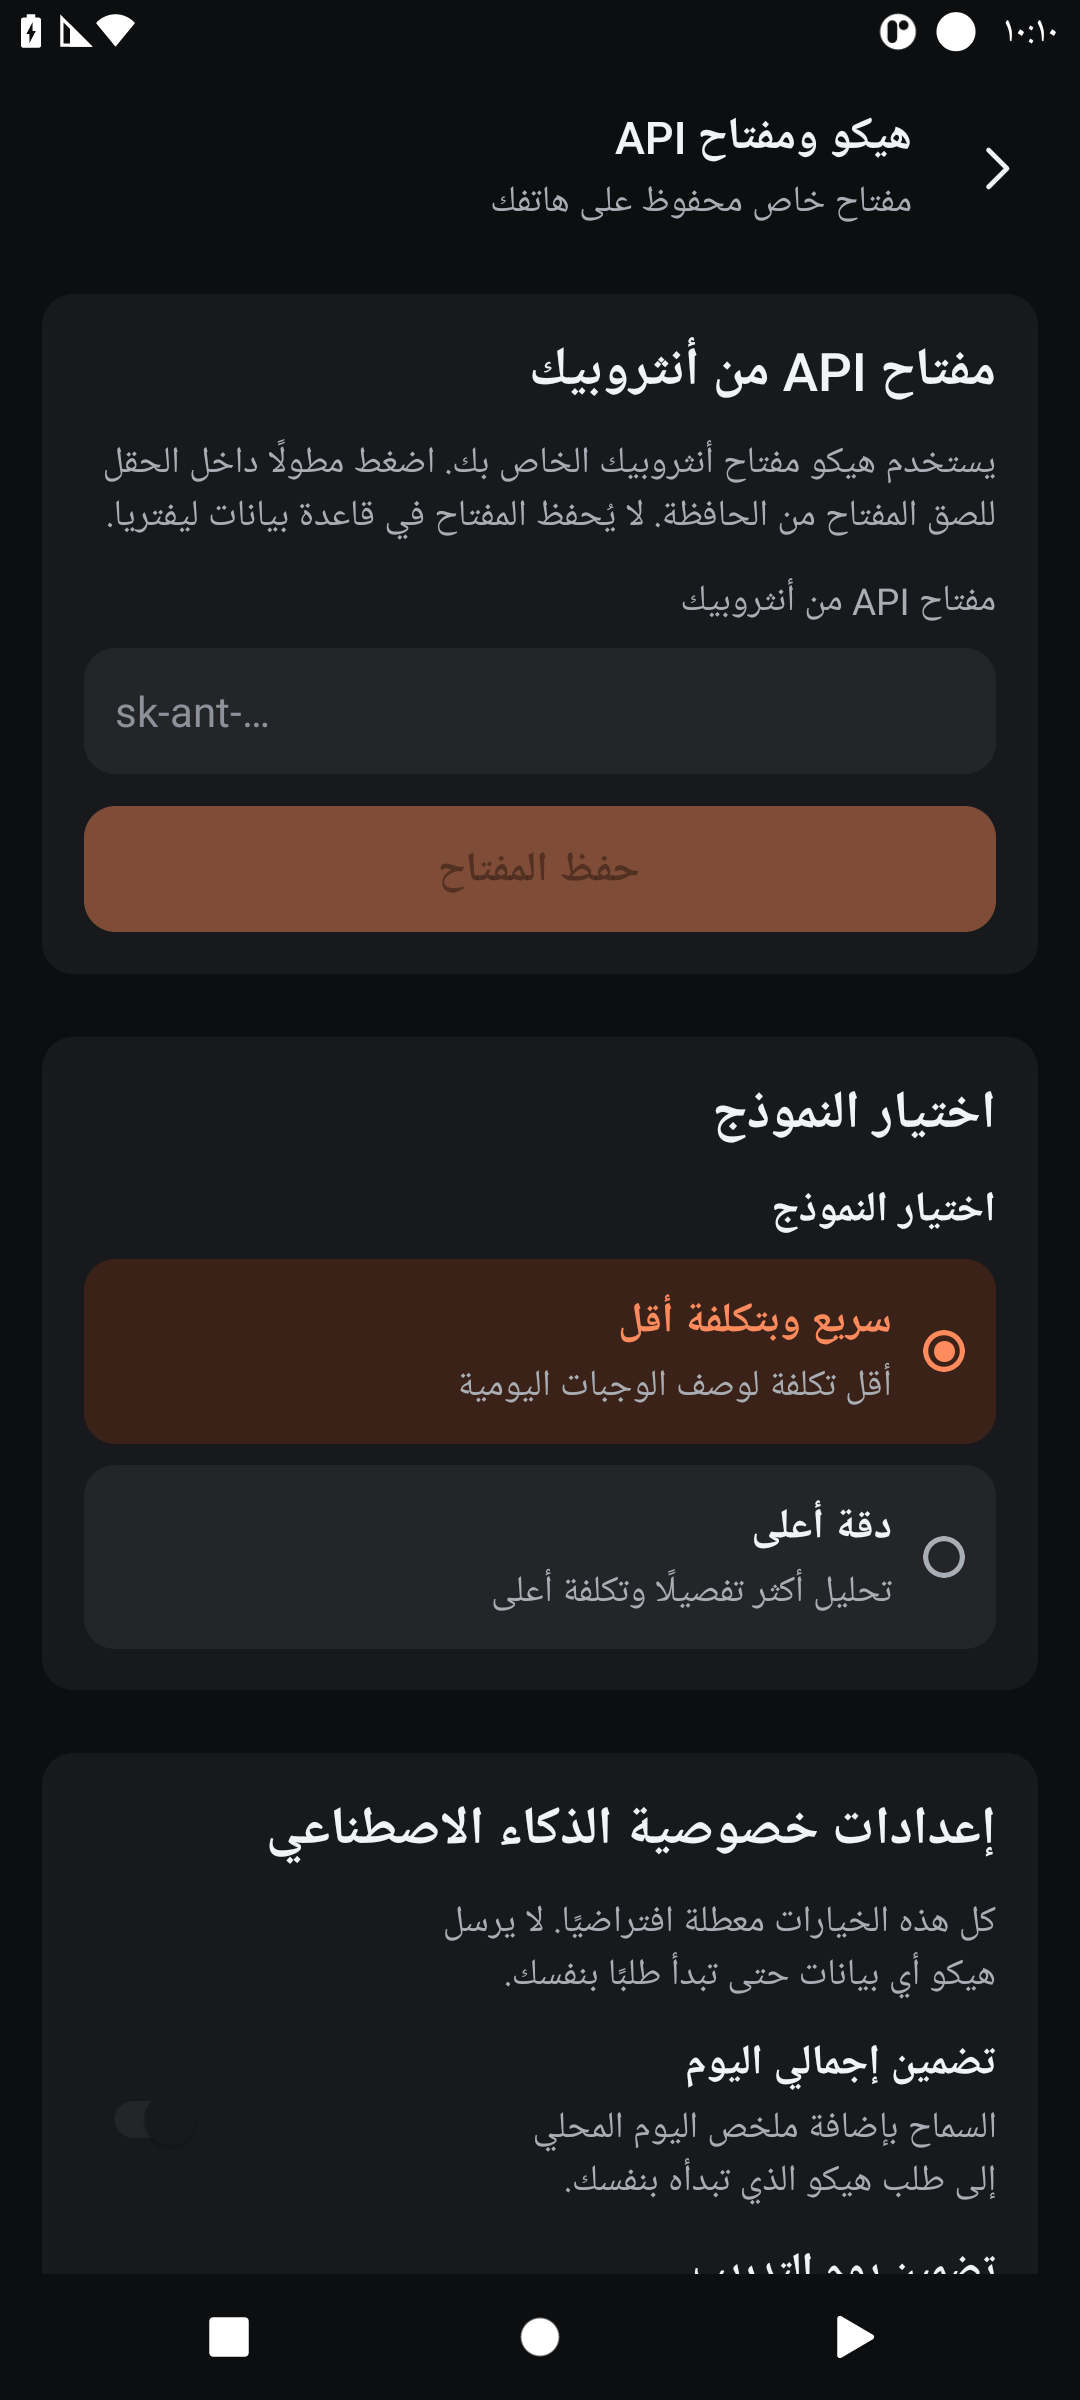 ١٠:١٠
هيكو ومفتاح API
مفتاح خاص محفوظ على هاتفك
مفتاح API من أنثروبيك
يستخدم هيكو مفتاح أنثروبيك الخاص بك. اضغط مطولًا داخل الحقل
للصق المفتاح من الحافظة. لا يُحفظ المفتاح في قاعدة بيانات ليفتريا.
مفتاح API من أنثروبيك
sk-ant-...
حفظ المفتاح
اختيار النموذج
اختيار النموذج
سريع وبتكلفة أقل
أقل تكلفة لوصف الوجبات اليومية
دقة أعلى
تحليل أكثر تفصيلًا وتكلفة أعلى
إعدادات خصوصية الذكاء الاصطناعي
كل هذه الخيارات معطلة افتراضيًا. لا يرسل
هيكو أي بيانات حتى تبدأ طلبًا بنفسك.
تضمين إجمالي اليوم
السماح بإضافة ملخص اليوم المحلي
إلى طلب هيكو الذي تبدأه بنفسك.
تضمين يوم التدريب